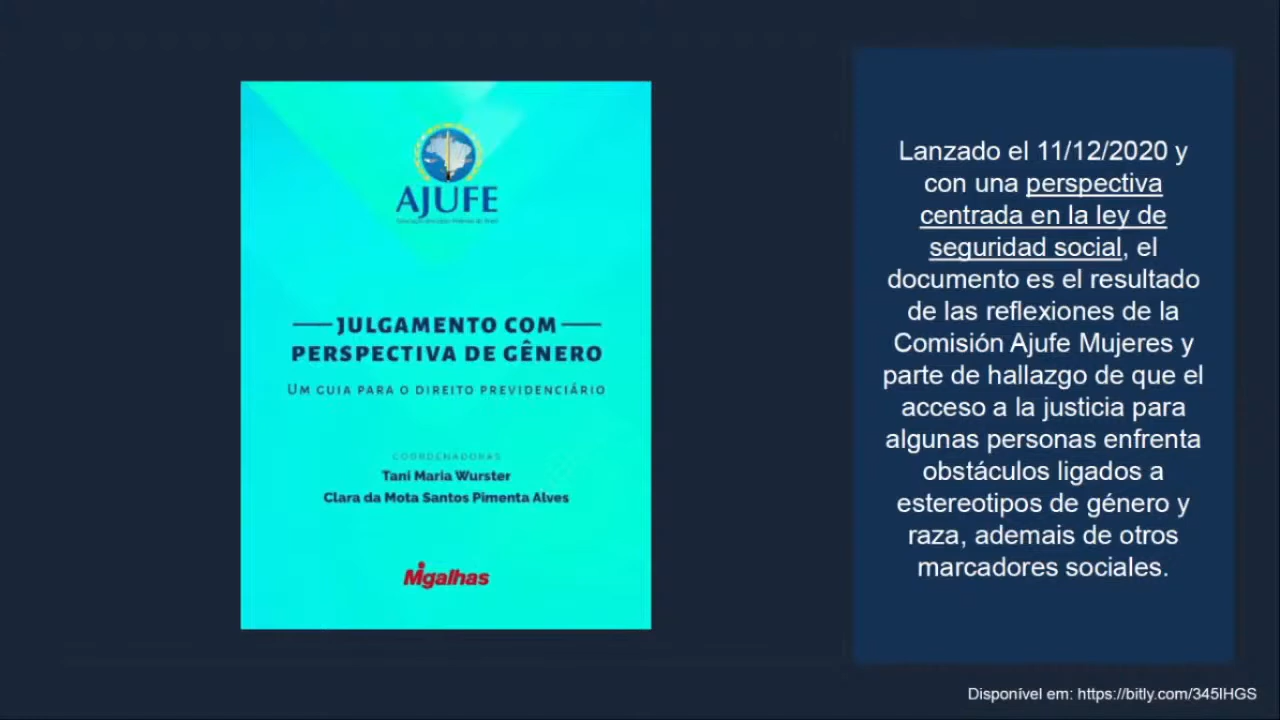 AJUFE
JULGAMENTO COM
PERSPECTIVA DE GÊNERO
UM GUIA PARA O DIREITO PREVIDENCIÁRIO
COORDENADORAS
Tani Maria Wurster
Clara da Mota Santos Pimenta Alves
Migalhas
Lanzado el 11/12/2020 y
con una perspectiva
centrada en la ley de
seguridad social, el
documento es el resultado
de las reflexiones de la
Comisión Ajufe Mujeres y
parte de hallazgo de que el
acceso a la justicia para
algunas personas enfrenta
obstáculos ligados a
estereotipos de género y
raza, ademais de otros
marcadores sociales.
Disponível em: https://bitly.com/345lHGS